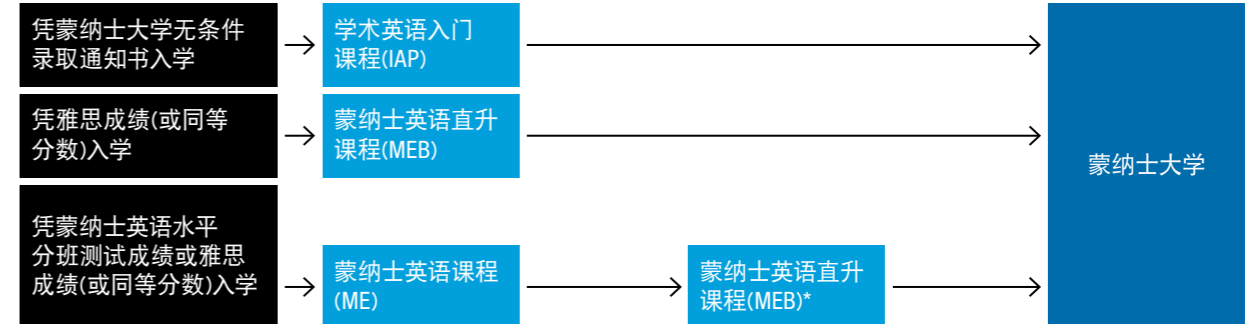 凭蒙纳士大学无条件
录取通知书入学
学术英语入门
课程(IAP)
凭雅思成绩(或同等
分数)入学
蒙纳士英语直升
课程(MEB)
蒙纳士大学
凭蒙纳士英语水平
分班测试成绩或雅思
成绩(或同等分数)入学
蒙纳士英语课程
(ME)
蒙纳士英语直升
课程(MEB)*